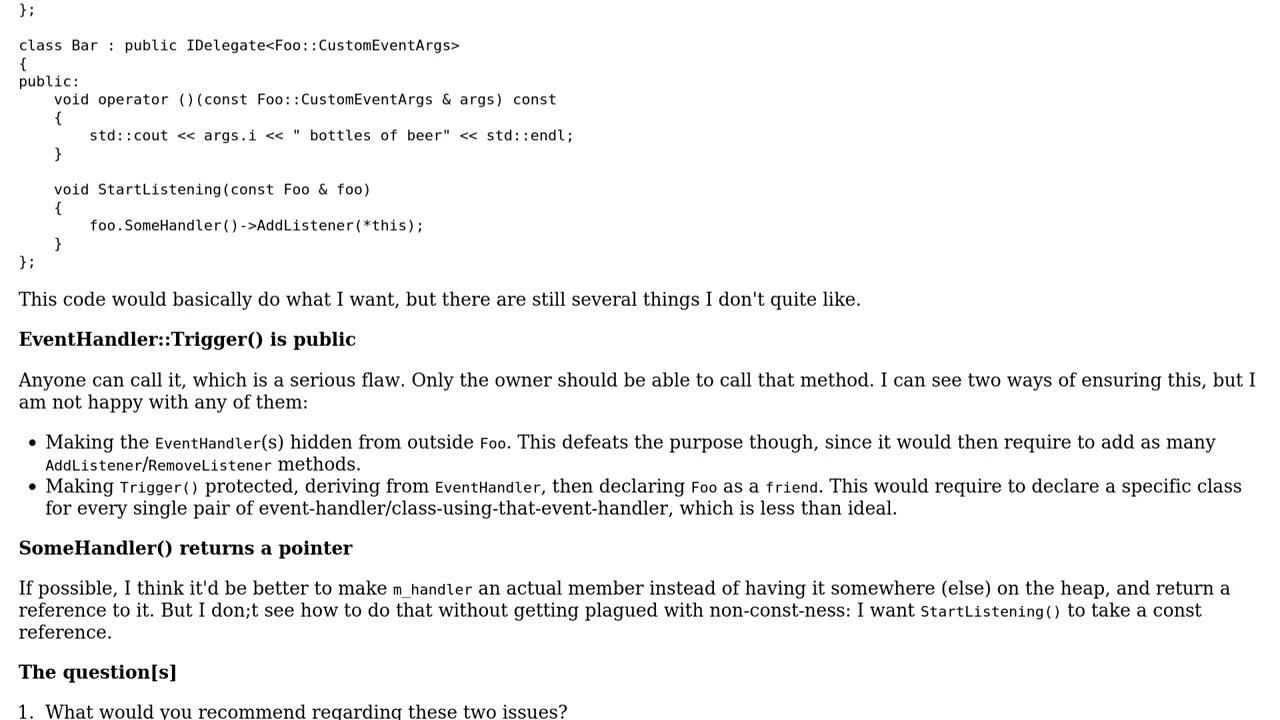 };
class Bar : public IDelegate<Foo::CustomEventArgs>
{
public:
    void operator ()(const Foo::CustomEventArgs & args) const
    {
        std::cout << args.i << " bottles of beer" << std::endl;
    }
    void StartListening(const Foo & foo)
    {
        foo.SomeHandler()->AddListener(*this);
    }
};
This code would basically do what I want, but there are still several things I don't quite like.
EventHandler::Trigger() is public
Anyone can call it, which is a serious flaw. Only the owner should be able to call that method. I can see two ways of ensuring this, but I
am not happy with any of them:
• Making the EventHandler(s) hidden from outside Foo. This defeats the purpose though, since it would then require to add as many
AddListener/RemoveListener methods.
• Making Trigger() protected, deriving from EventHandler, then declaring Foo as a friend. This would require to declare a specific class
for every single pair of event-handler/class-using-that-event-handler, which is less than ideal.
SomeHandler() returns a pointer
If possible, I think it'd be better to make m_handler an actual member instead of having it somewhere (else) on the heap, and return a
reference to it. But I don;t see how to do that without getting plagued with non-const-ness: I want StartListening() to take a const
reference.
The question[s]
1. What would you recommend regarding these two issues?